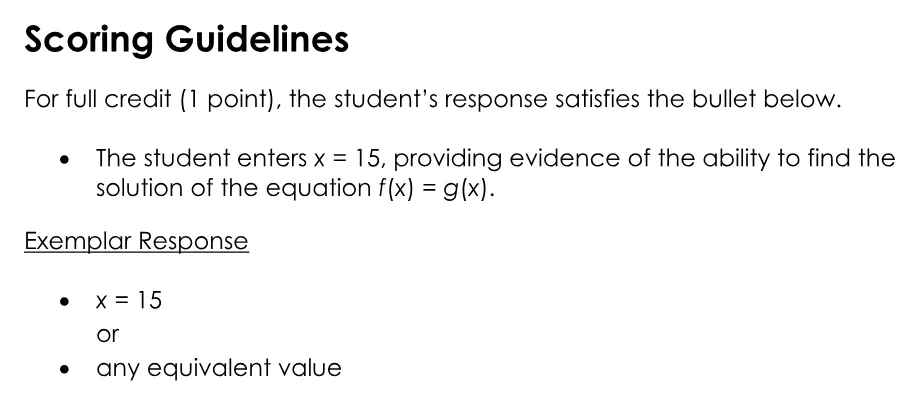 Scoring Guidelines
For full credit (1 point), the student’s response satisfies the bullet below.
• The student enters x = 15, providing evidence of the ability to find the
solution of the equation f(x) = g(x).
Exemplar Response
• x = 15
or
• any equivalent value